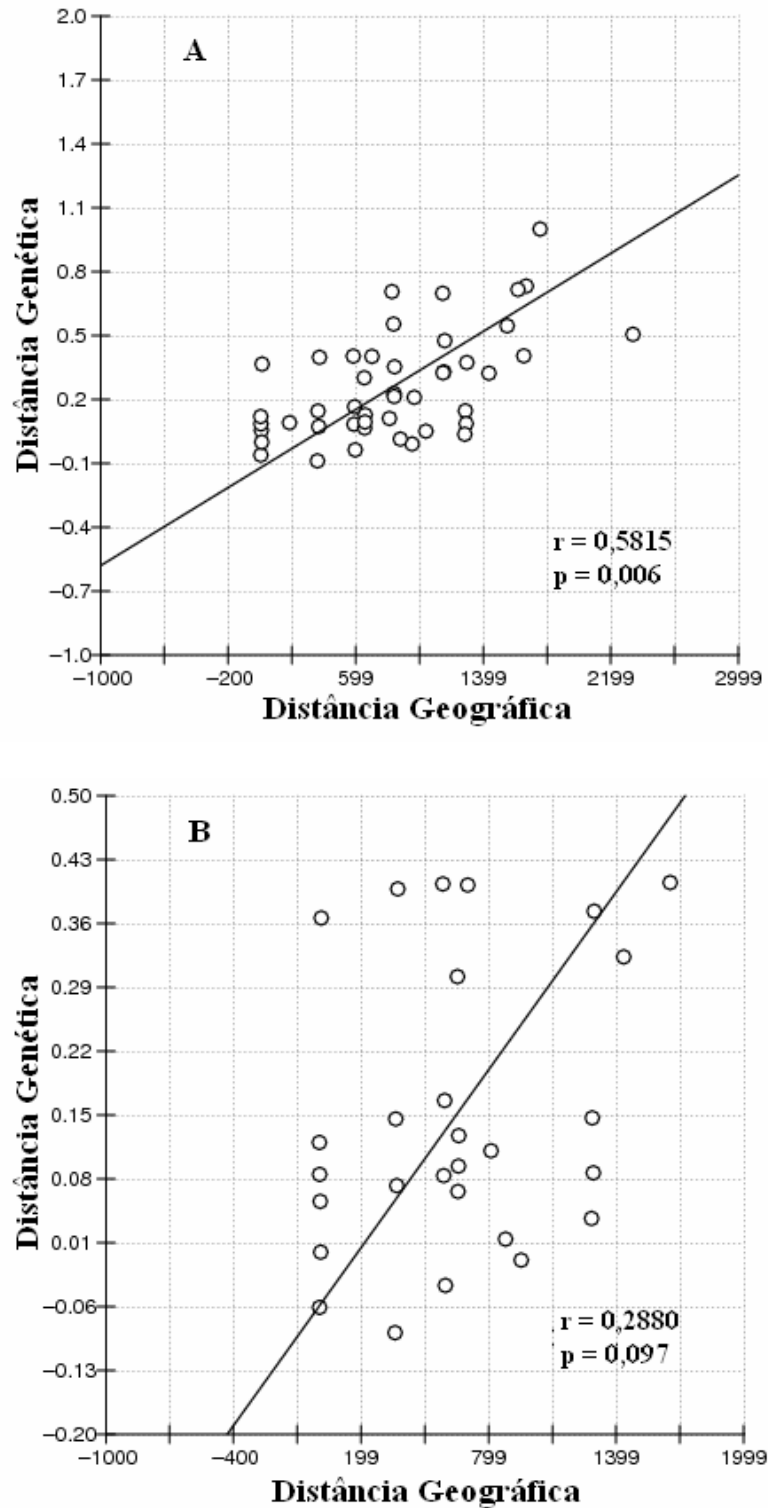 A
Distância Genética
2.0
1.7
1.4
1.1
0.8
0.5
0.2
−0.1
−0.4
−0.7
−1.0
r = 0,5815
p = 0,006
−1000 −200 599 1399 2199 2999
Distância Geográfica
B
Distância Genética
0.50
0.43
0.36
0.29
0.22
0.15
0.08
0.01
−0.06
−0.13
−0.20
r = 0,2880
p = 0,097
−1000 −400 199 799 1399 1999
Distância Geográfica